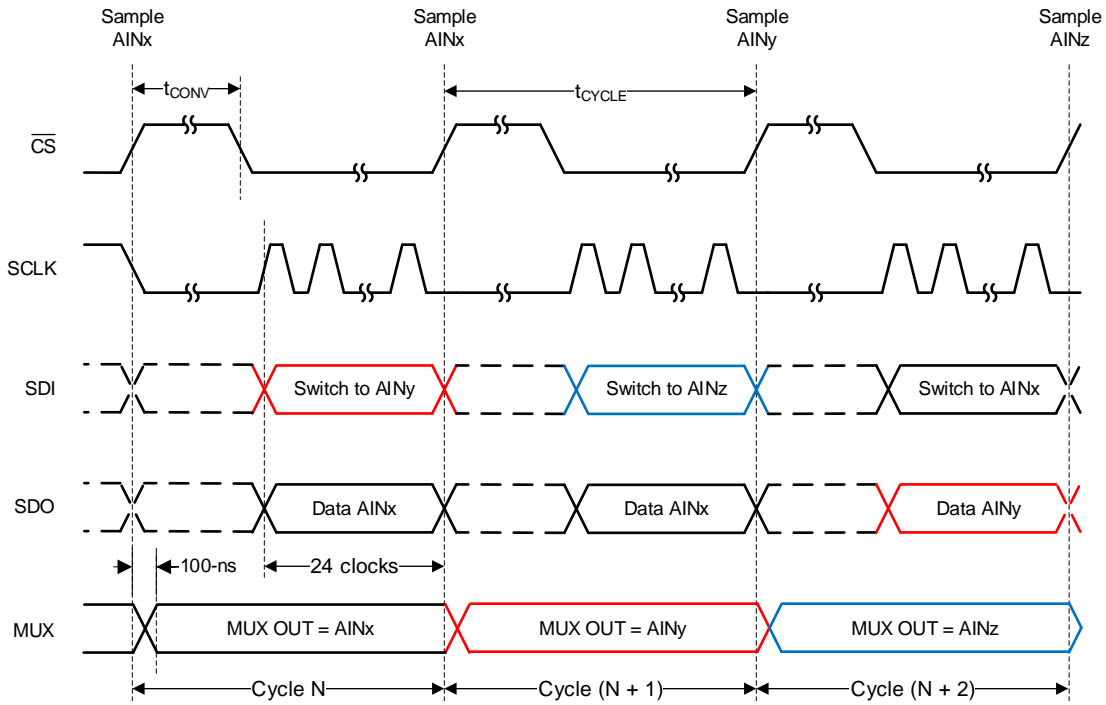 Sample
AINx
Sample
AINx
Sample
AINy
Sample
AINz
tCONV
tCYCLE
CS
SCLK
SDI
Switch to AINy
Switch to AINz
Switch to AINx
SDO
Data AINx
Data AINx
Data AINy
100-ns
24 clocks
MUX
MUX OUT = AINx
MUX OUT = AINy
MUX OUT = AINz
Cycle N
Cycle (N + 1)
Cycle (N + 2)